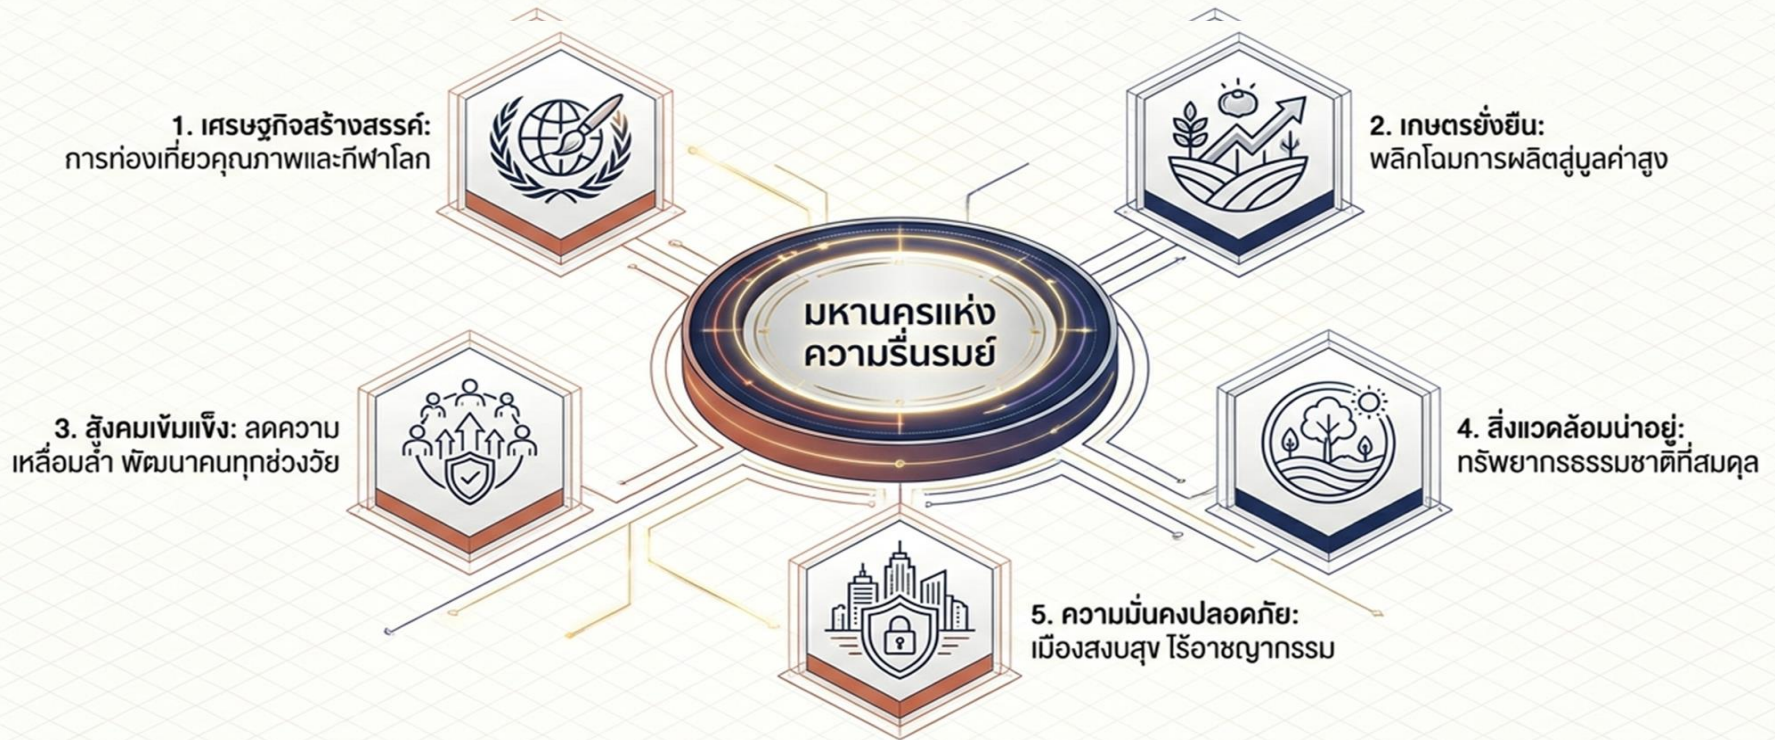 1. เศรษฐกิจสร้างสรรค์:
การท่องเที่ยวคุณภาพและกีฬาโลก
2. เกษตรยั่งยืน:
พลิกโฉมการผลิตสู่มูลค่าสูง
มหานครแห่ง
ความรื่นรมย์
3. สังคมเข้มแข็ง: ลดความ
เหลื่อมล้ำ พัฒนาคนทุกช่วงวัย
4. สิ่งแวดล้อมน่าอยู่:
ทรัพยากรธรรมชาติที่สมดุล
5. ความมั่นคงปลอดภัย:
เมืองสงบสุข ไร้อาชญากรรม